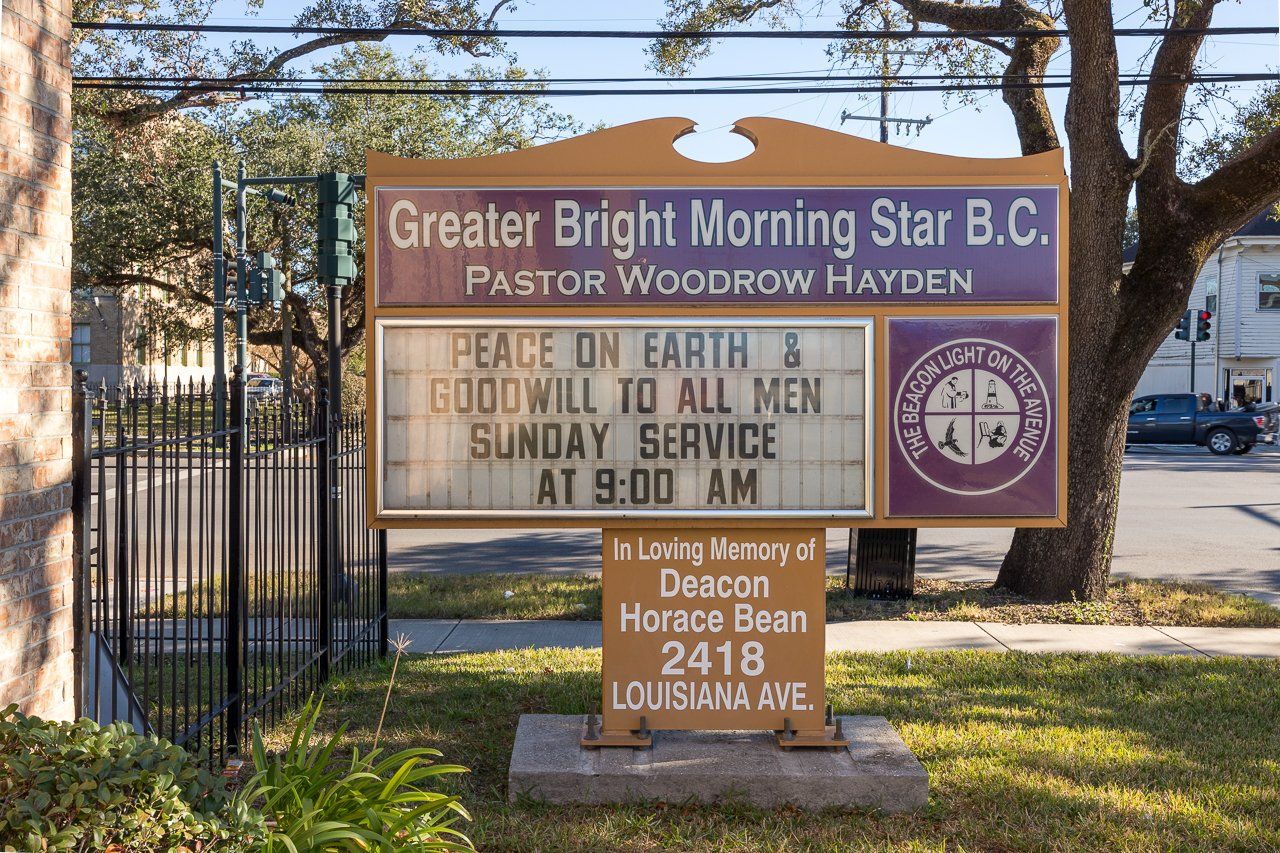 Greater Bright Morning Star B.C.
PASTOR WOODROW HAYDEN
PEACE ON EARTH &
GOODWILL TO ALL MEN
SUNDAY SERVICE
AT 9:00 AM
THE BEACON LIGHT ON THE AVENUE
In Loving Memory of
Deacon
Horace Bean
2418
LOUISIANA AVE.